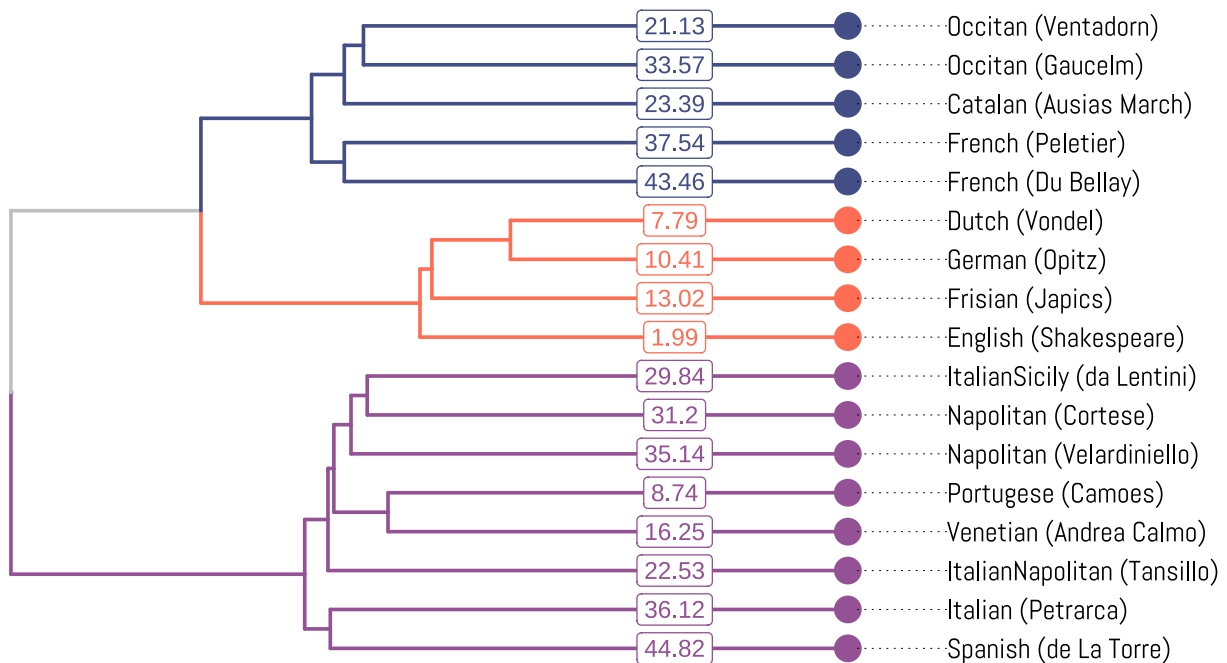 21.13 Occitan (Ventadorn)
33.57 Occitan (Gaucelm)
23.39 Catalan (Ausias March)
37.54 French (Peletier)
43.46 French (Du Bellay)
7.79 Dutch (Vondel)
10.41 German (Opitz)
13.02 Frisian (Japics)
1.99 English (Shakespeare)
29.84 ItalianSicily (da Lentini)
31.2 Napolitan (Cortese)
35.14 Napolitan (Velardiniello)
8.74 Portugese (Camoes)
16.25 Venetian (Andrea Calmo)
22.53 ItalianNapolitan (Tansillo)
36.12 Italian (Petrarca)
44.82 Spanish (de La Torre)